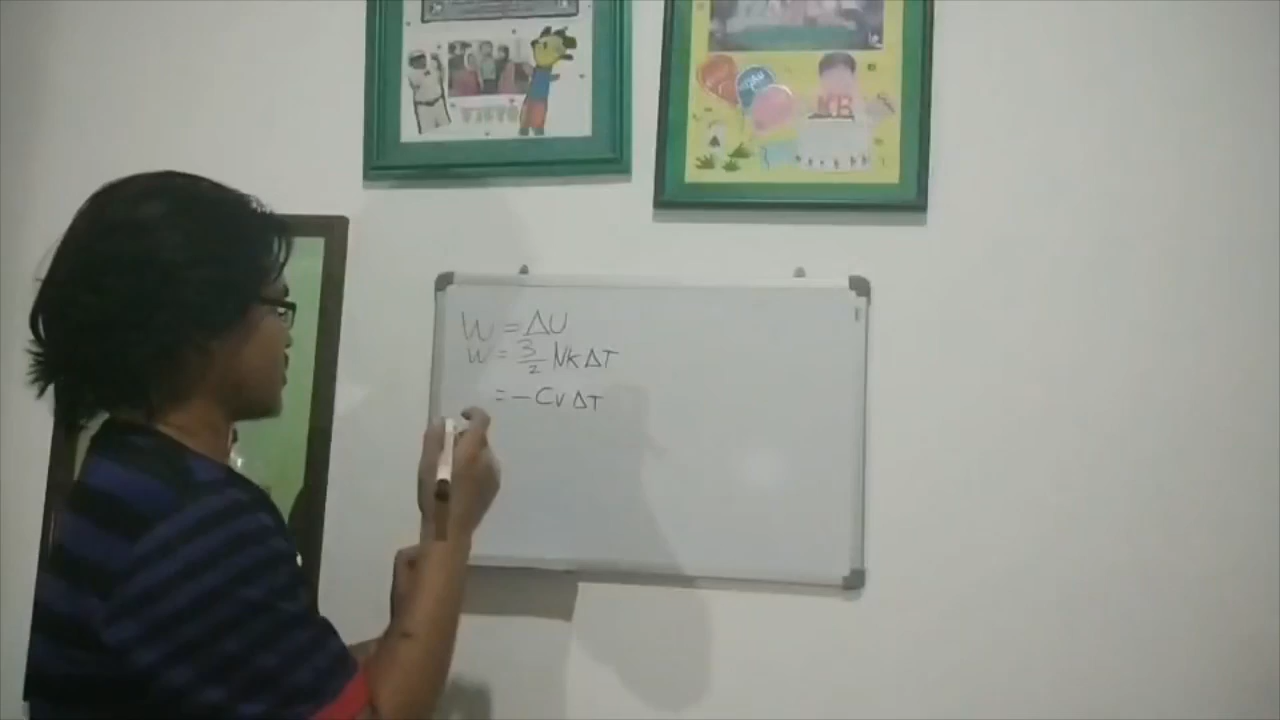 W = ΔU
W = 3/2 Nk ΔT
= - Cv ΔT